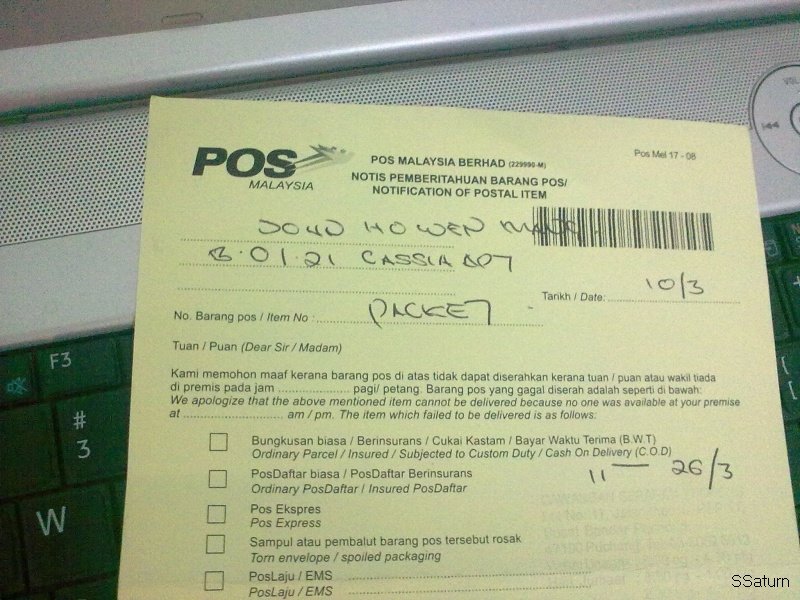 POS MALAYSIA
POS MALAYSIA BERHAD (229990-M)
Pos Mel 17 - 08
NOTIS PEMBERITAHUAN BARANG POS/
NOTIFICATION OF POSTAL ITEM
JOHN HOWEN
B.01.21 CASSIA APT
Tarikh / Date: 10/3
No. Barang pos / Item No : PACKET
Tuan / Puan (Dear Sir / Madam)
Kami memohon maaf kerana barang pos di atas tidak dapat diserahkan kerana tuan / puan atau wakil tiada
di premis pada jam ...................... pagi/ petang. Barang pos yang gagal diserah adalah seperti di bawah:
We apologize that the above mentioned item cannot be delivered because no one was available at your premise
at ............................... am / pm. The item which failed to be delivered is as follows:
Bungkusan biasa / Berinsurans / Cukai Kastam / Bayar Waktu Terima (B.W.T)
Ordinary Parcel / Insured / Subjected to Custom Duty / Cash On Delivery (C.O.D)
11 — 26/3
PosDaftar biasa / PosDaftar Berinsurans
Ordinary PosDaftar / Insured PosDaftar
Pos Ekspres
Pos Express
Sampul atau pembalut barang pos tersebut rosak
Torn envelope / spoiled packaging
PosLaju / EMS
PosLaju / EMS
F3
#
3
W
VOL
SSaturn